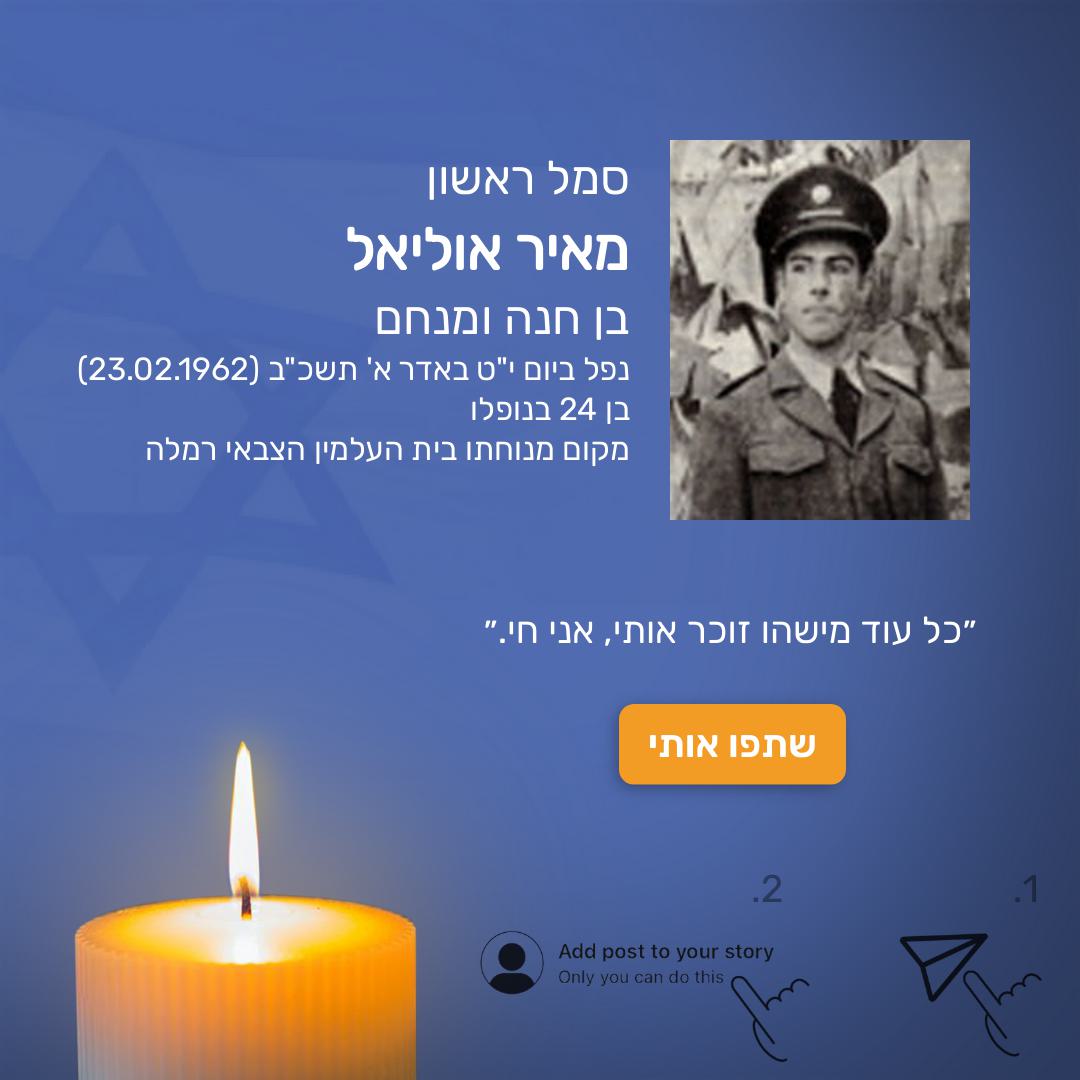 סמל ראשון
מאיר אוליאל
בן חנה ומנחם
נפל ביום י"ט באדר א' תשכ"ב (23.02.1962)
בן 24 בנופלו
מקום מנוחתו בית העלמין הצבאי רמלה
״כל עוד מישהו זוכר אותי, אני חי.״
שתפו אותי
1.
2.
Add post to your story
Only you can do this